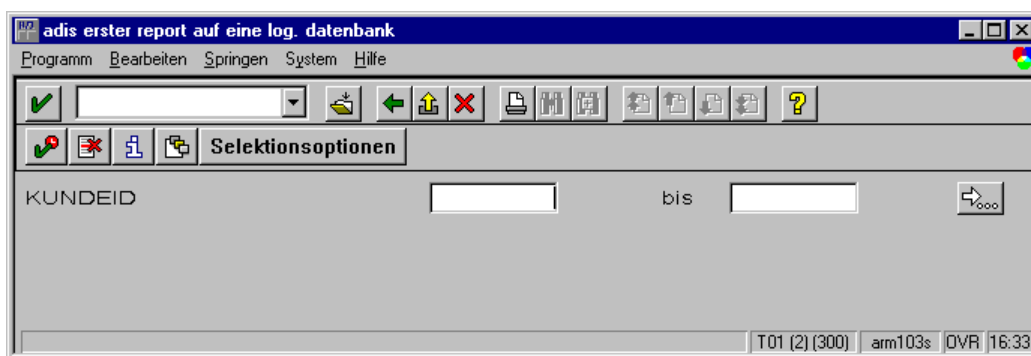 adis erster report auf eine log. datenbank
Programm Bearbeiten Springen System Hilfe
Selektionsoptionen
KUNDEID bis
T01 (2) (300) arm103s OVR 16:33